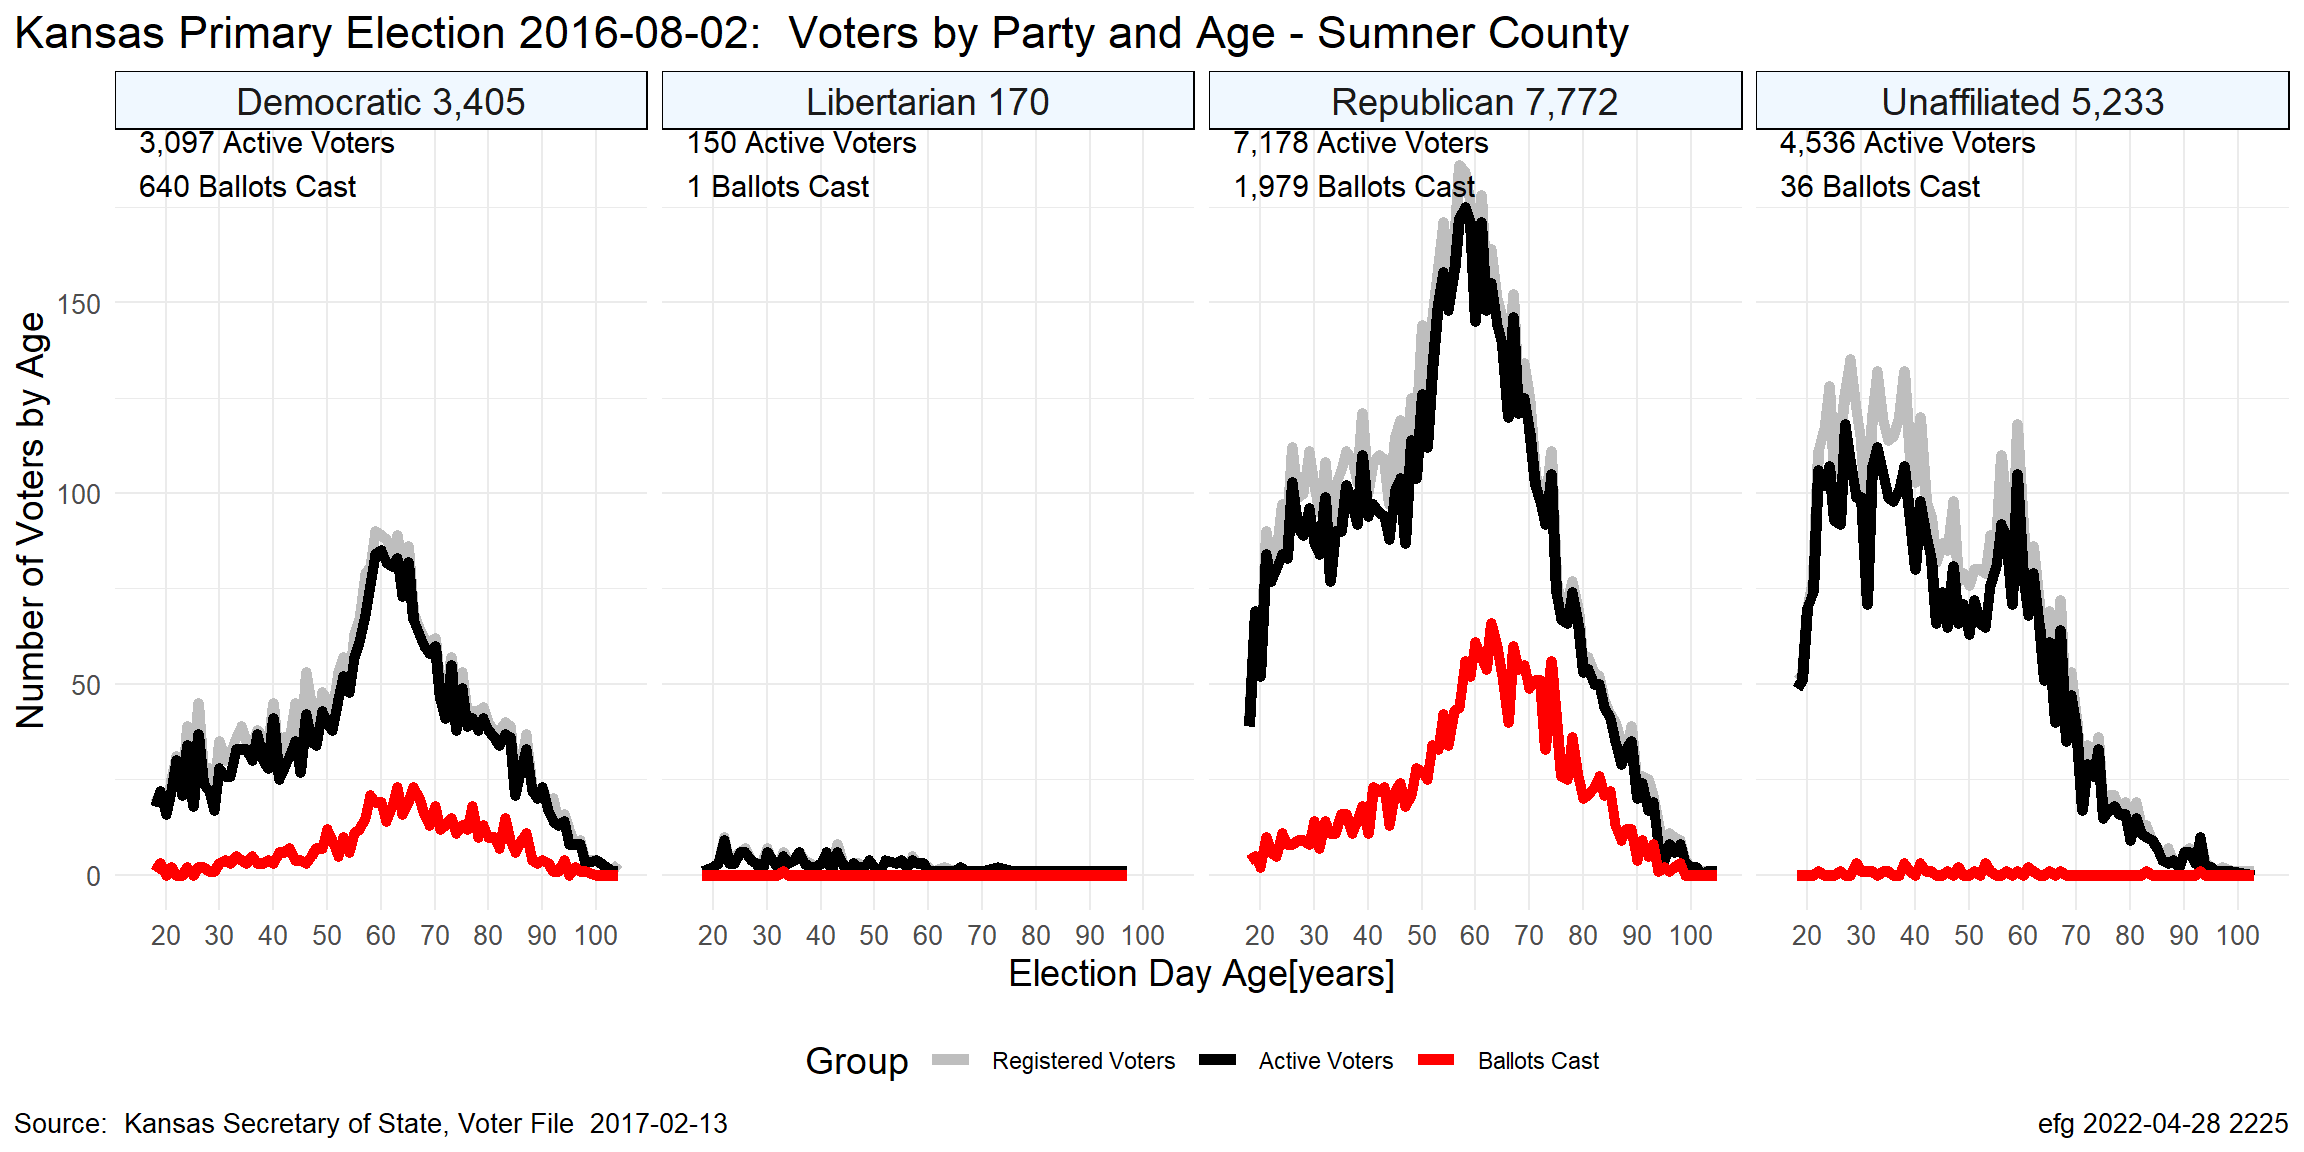 Kansas Primary Election 2016-08-02:  Voters by Party and Age - Sumner County
Democratic 3,405
Libertarian 170
Republican 7,772
Unaffiliated 5,233
3,097 Active Voters
640 Ballots Cast
150 Active Voters
1 Ballots Cast
7,178 Active Voters
1,979 Ballots Cast
4,536 Active Voters
36 Ballots Cast
Number of Voters by Age
150
100
50
0
20 30 40 50 60 70 80 90 100
20 30 40 50 60 70 80 90 100
20 30 40 50 60 70 80 90 100
20 30 40 50 60 70 80 90 100
Election Day Age[years]
Group Registered Voters Active Voters Ballots Cast
Source:  Kansas Secretary of State, Voter File  2017-02-13
efg 2022-04-28 2225